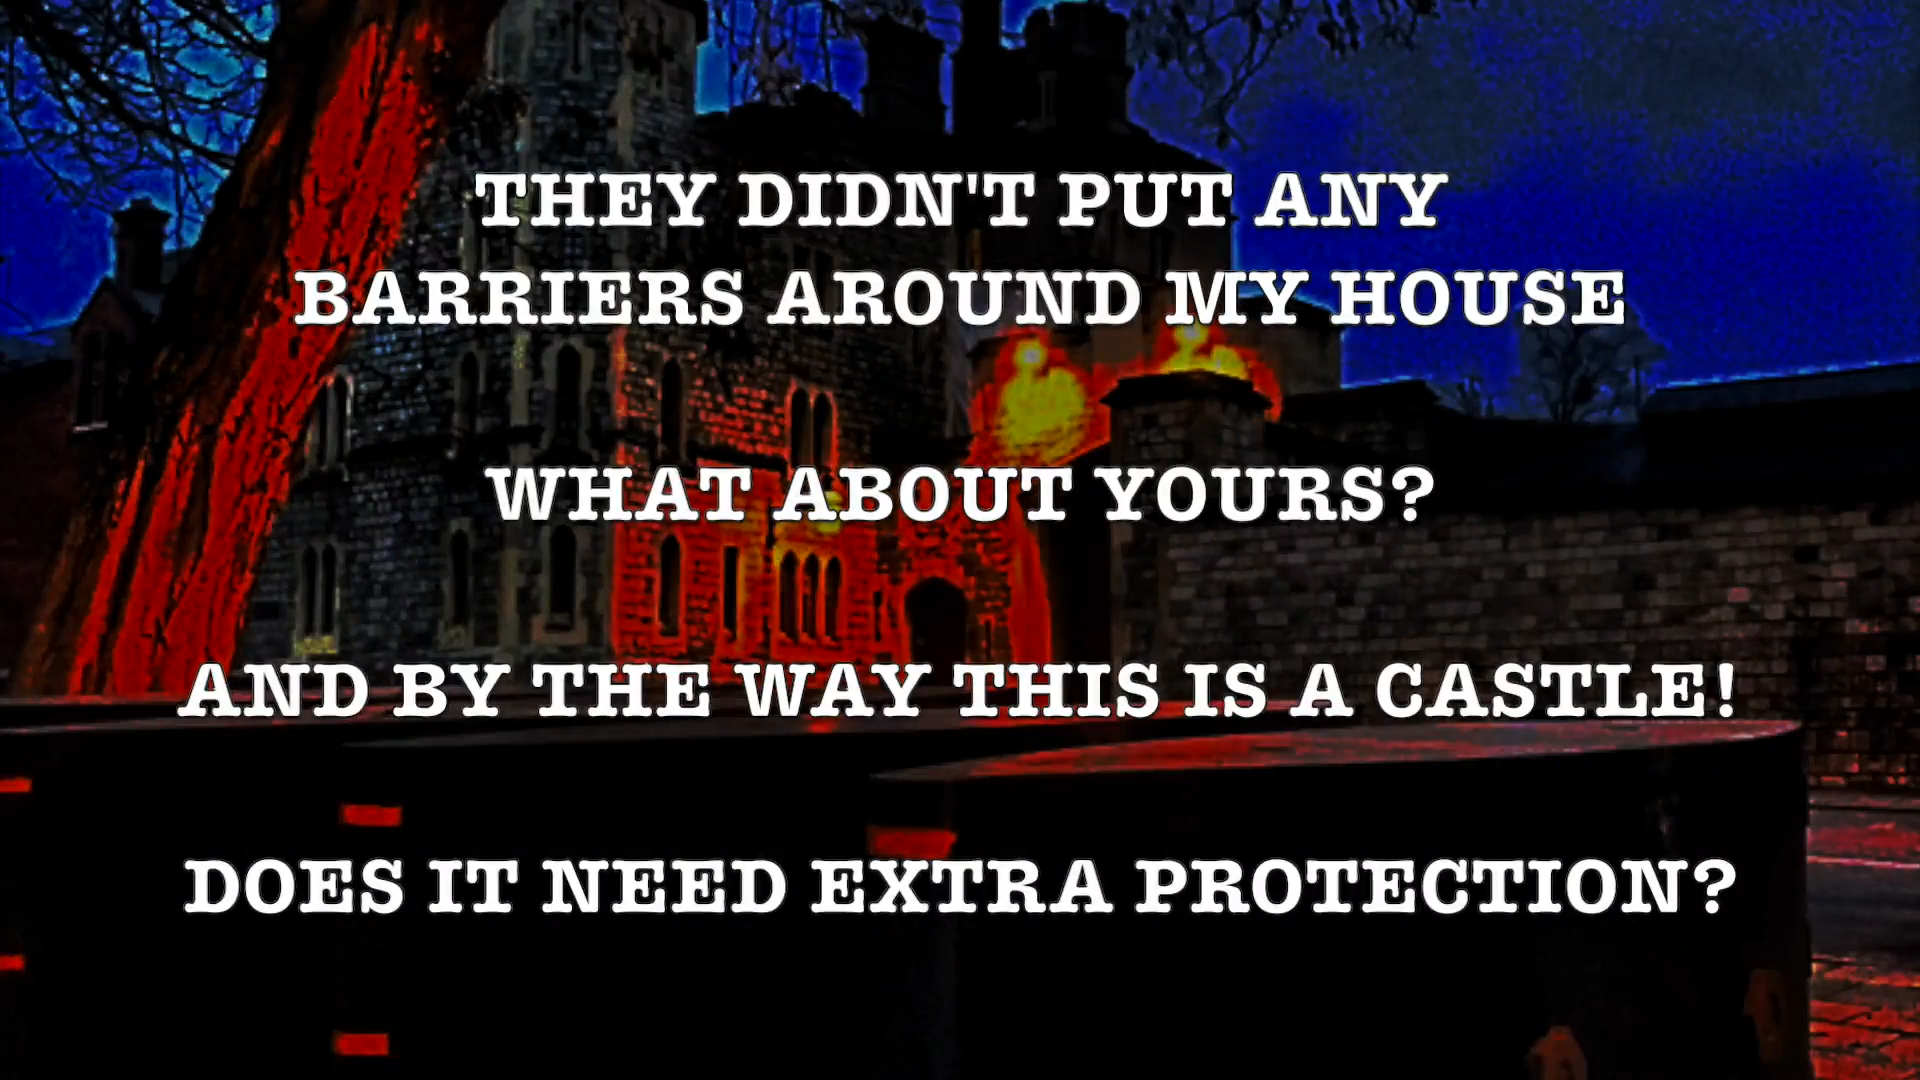 THEY DIDN'T PUT ANY
BARRIERS AROUND MY HOUSE
WHAT ABOUT YOURS?
AND BY THE WAY THIS IS A CASTLE!
DOES IT NEED EXTRA PROTECTION?